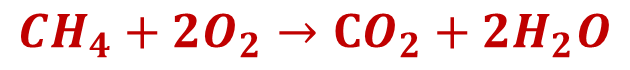 CH₄ + 2O₂ → CO₂ + 2H₂O